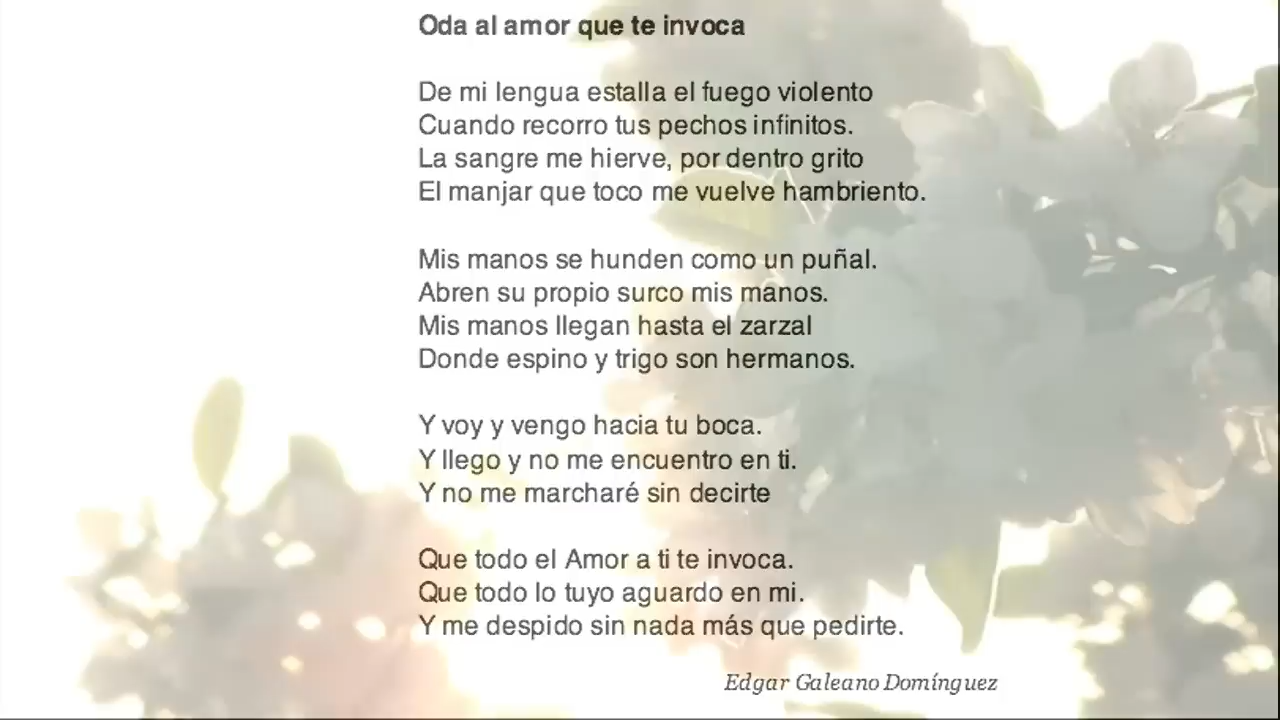 Oda al amor que te invoca
De mi lengua estalla el fuego violento
Cuando recorro tus pechos infinitos.
La sangre me hierve, por dentro grito
El manjar que toco me vuelve hambriento.
Mis manos se hunden como un puñal.
Abren su propio surco mis manos.
Mis manos llegan hasta el zarzal
Donde espino y trigo son hermanos.
Y voy y vengo hacia tu boca.
Y llego y no me encuentro en ti.
Y no me marcharé sin decirte
Que todo el Amor a ti te invoca.
Que todo lo tuyo aguardo en mi.
Y me despido sin nada más que pedirte.
Edgar Galeano Domínguez